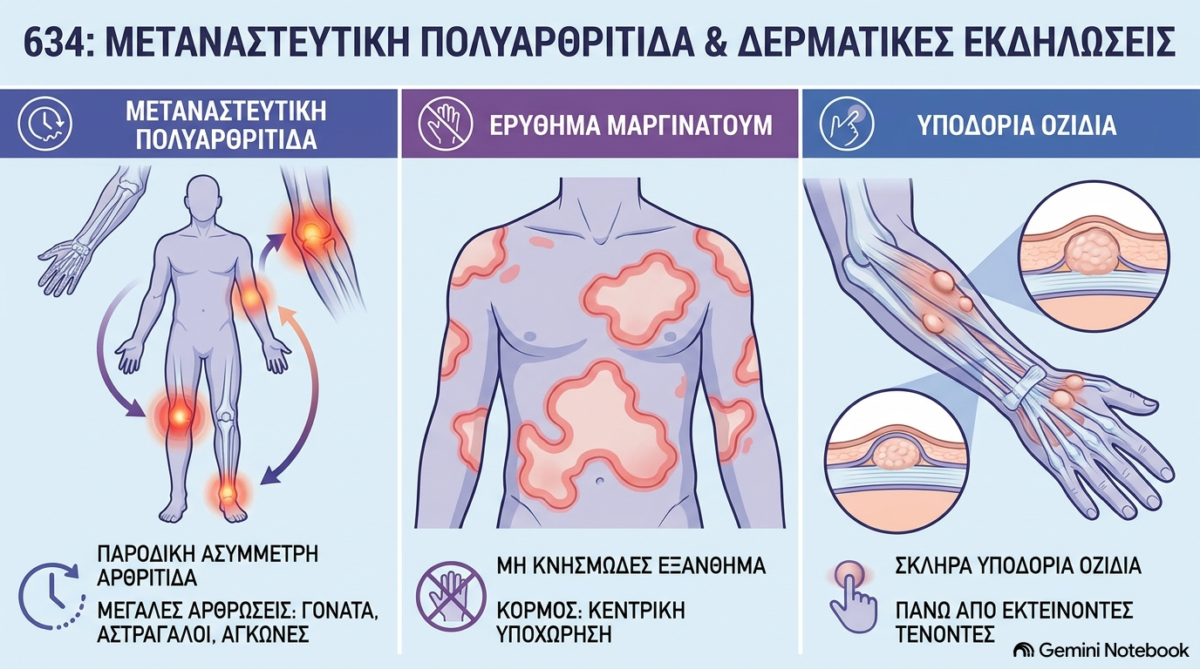 634: ΜΕΤΑΝΑΣΤΕΥΤΙΚΗ ΠΟΛΥΑΡΘΡΙΤΙΔΑ & ΔΕΡΜΑΤΙΚΕΣ ΕΚΔΗΛΩΣΕΙΣ
ΜΕΤΑΝΑΣΤΕΥΤΙΚΗ
ΠΟΛΥΑΡΘΡΙΤΙΔΑ
ΠΑΡΟΔΙΚΗ ΑΣΥΜΜΕΤΡΗ
ΑΡΘΡΙΤΙΔΑ
ΜΕΓΑΛΕΣ ΑΡΘΡΩΣΕΙΣ: ΓΟΝΑΤΑ,
ΑΣΤΡΑΓΑΛΟΙ, ΑΓΚΩΝΕΣ
ΕΡΥΘΗΜΑ ΜΑΡΓΙΝΑΤΟΥΜ
ΜΗ ΚΝΗΣΜΩΔΕΣ ΕΞΑΝΘΗΜΑ
ΚΟΡΜΟΣ: ΚΕΝΤΡΙΚΗ
ΥΠΟΧΩΡΗΣΗ
ΥΠΟΔΟΡΙΑ ΟΖΙΔΙΑ
ΣΚΛΗΡΑ ΥΠΟΔΟΡΙΑ ΟΖΙΔΙΑ
ΠΑΝΩ ΑΠΟ ΕΚΤΕΙΝΟΝΤΕΣ
ΤΕΝΟΝΤΕΣ
Gemini Notebook